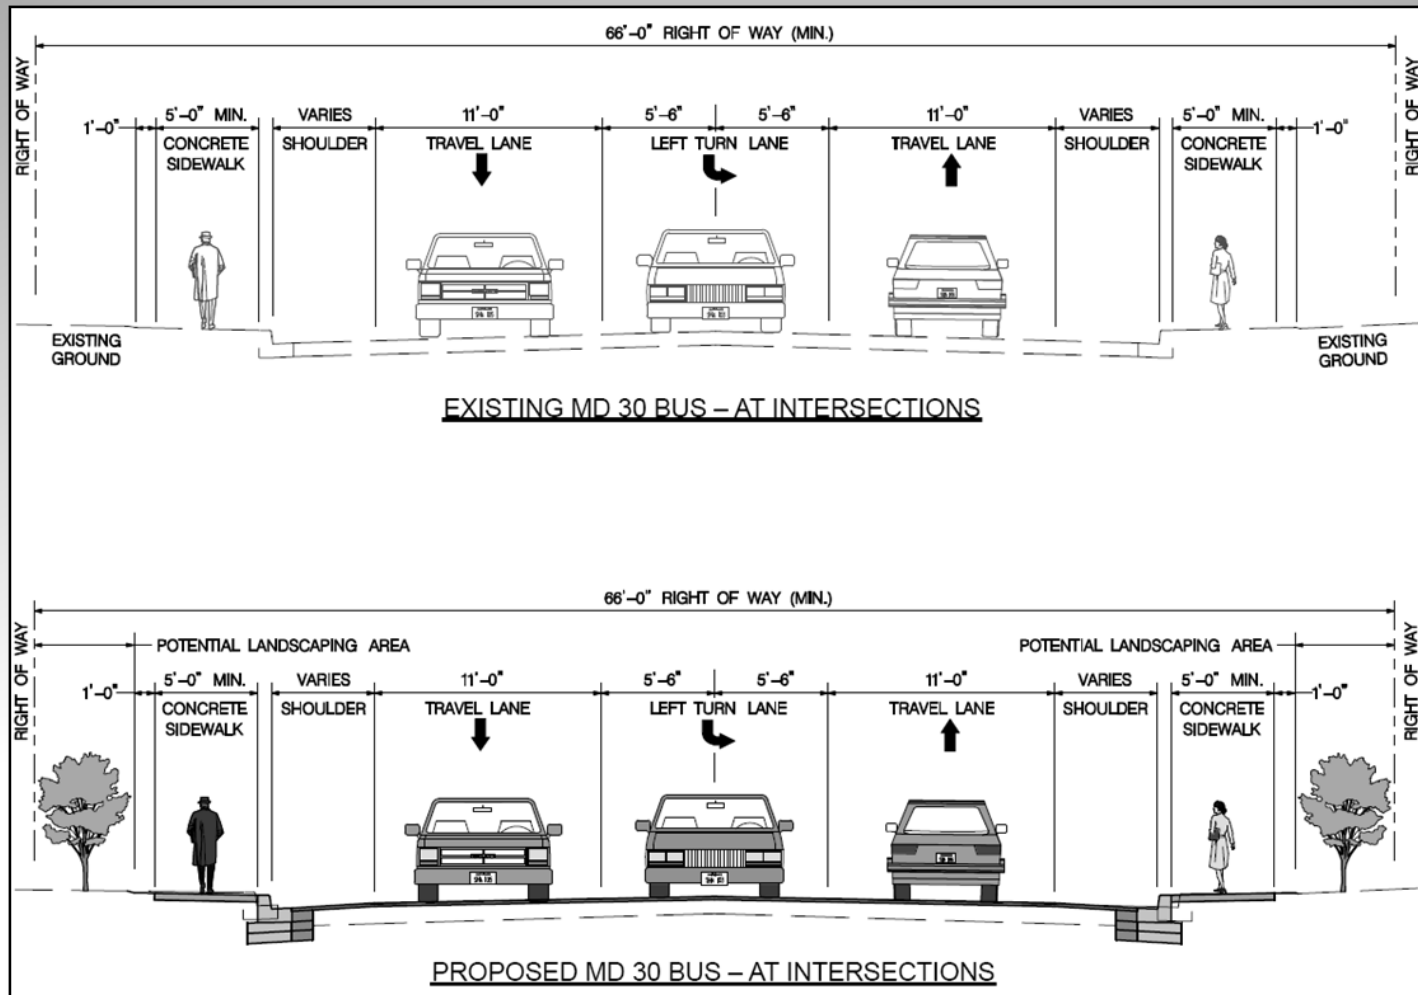 66'-0" RIGHT OF WAY (MIN.)
RIGHT OF WAY
RIGHT OF WAY
1'-0"
5'-0" MIN.
CONCRETE
SIDEWALK
VARIES
SHOULDER
11'-0"
TRAVEL LANE
5'-6"
5'-6"
LEFT TURN LANE
11'-0"
TRAVEL LANE
VARIES
SHOULDER
5'-0" MIN.
CONCRETE
SIDEWALK
1'-0"
EXISTING
GROUND
EXISTING
GROUND
EXISTING MD 30 BUS – AT INTERSECTIONS
66'-0" RIGHT OF WAY (MIN.)
RIGHT OF WAY
RIGHT OF WAY
POTENTIAL LANDSCAPING AREA
POTENTIAL LANDSCAPING AREA
1'-0"
5'-0" MIN.
CONCRETE
SIDEWALK
VARIES
SHOULDER
11'-0"
TRAVEL LANE
5'-6"
5'-6"
LEFT TURN LANE
11'-0"
TRAVEL LANE
VARIES
SHOULDER
5'-0" MIN.
CONCRETE
SIDEWALK
1'-0"
PROPOSED MD 30 BUS – AT INTERSECTIONS